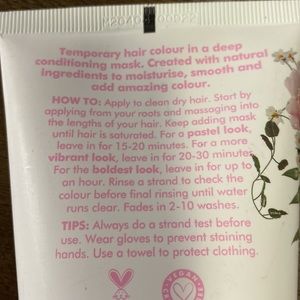 Temporary hair colour in a deep
conditioning mask. Created with natural
ingredients to moisturise, smooth and
add amazing colour.
HOW TO: Apply to clean dry hair. Start by
applying from your roots and massaging into
the lengths of your hair. Keep adding mask
until hair is saturated. For a pastel look,
leave in for 15-20 minutes. For a more
vibrant look, leave in for 20-30 minutes.
For the boldest look, leave in for up to
an hour. Rinse a strand to check the
colour before final rinsing until water
runs clear. Fades in 2-10 washes.
TIPS: Always do a strand test before
use. Wear gloves to prevent staining
hands. Use a towel to protect clothing.
VEGAN